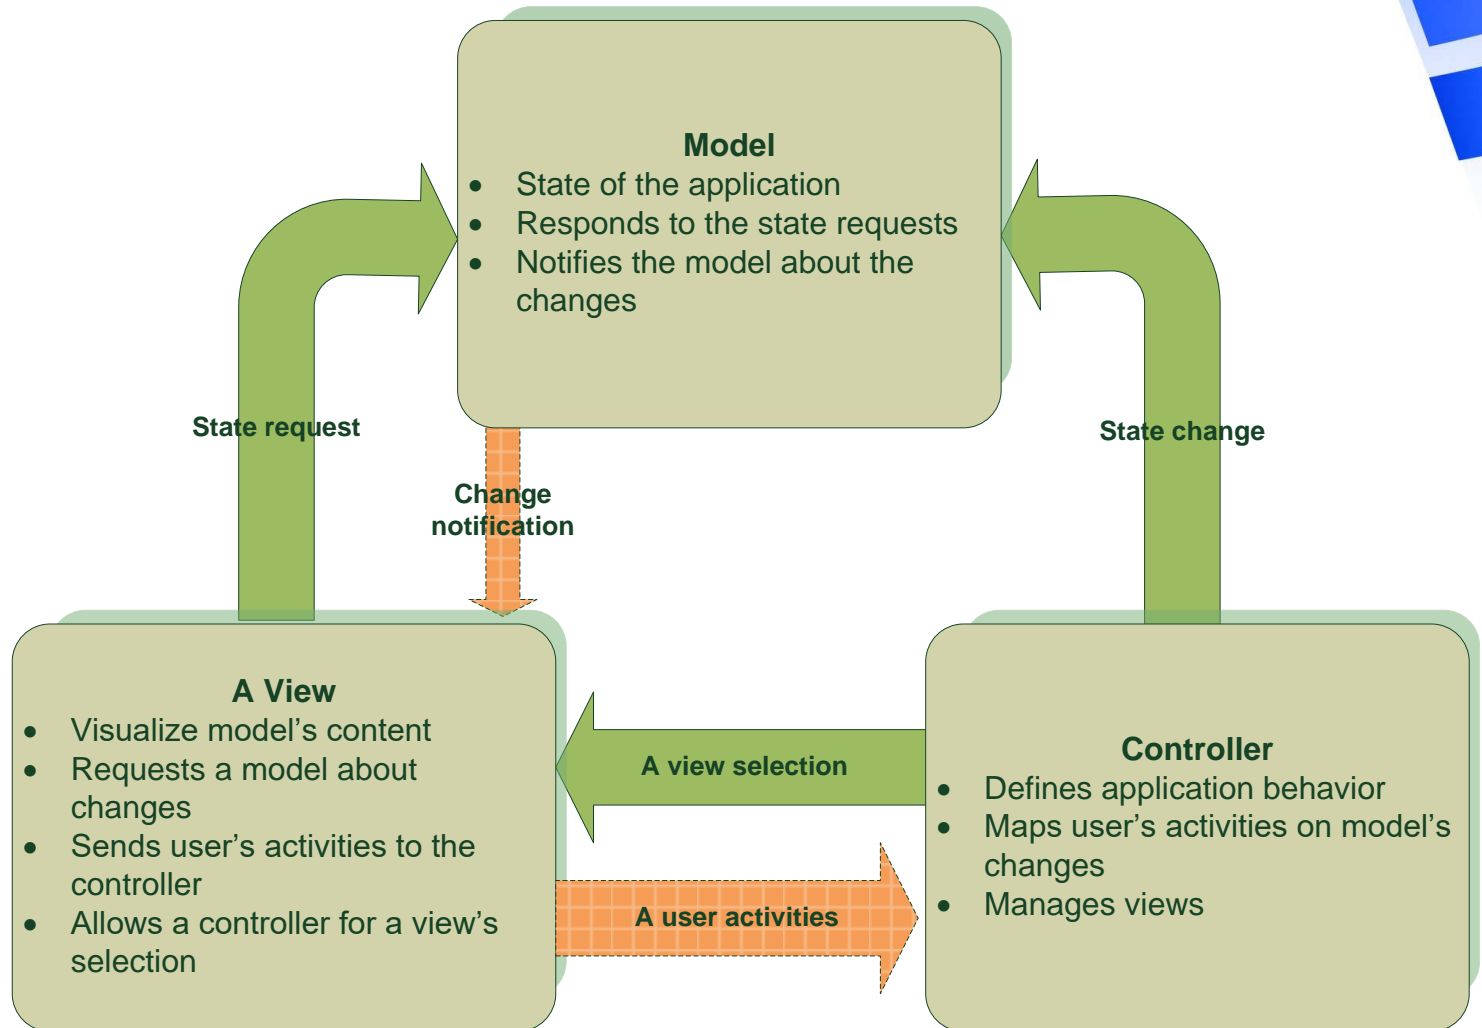 Model
• State of the application
• Responds to the state requests
• Notifies the model about the
changes
State request
State change
Change
notification
A View
• Visualize model's content
• Requests a model about
changes
• Sends user's activities to the
controller
• Allows a controller for a view's
selection
A view selection
A user activities
Controller
• Defines application behavior
• Maps user's activities on model's
changes
• Manages views